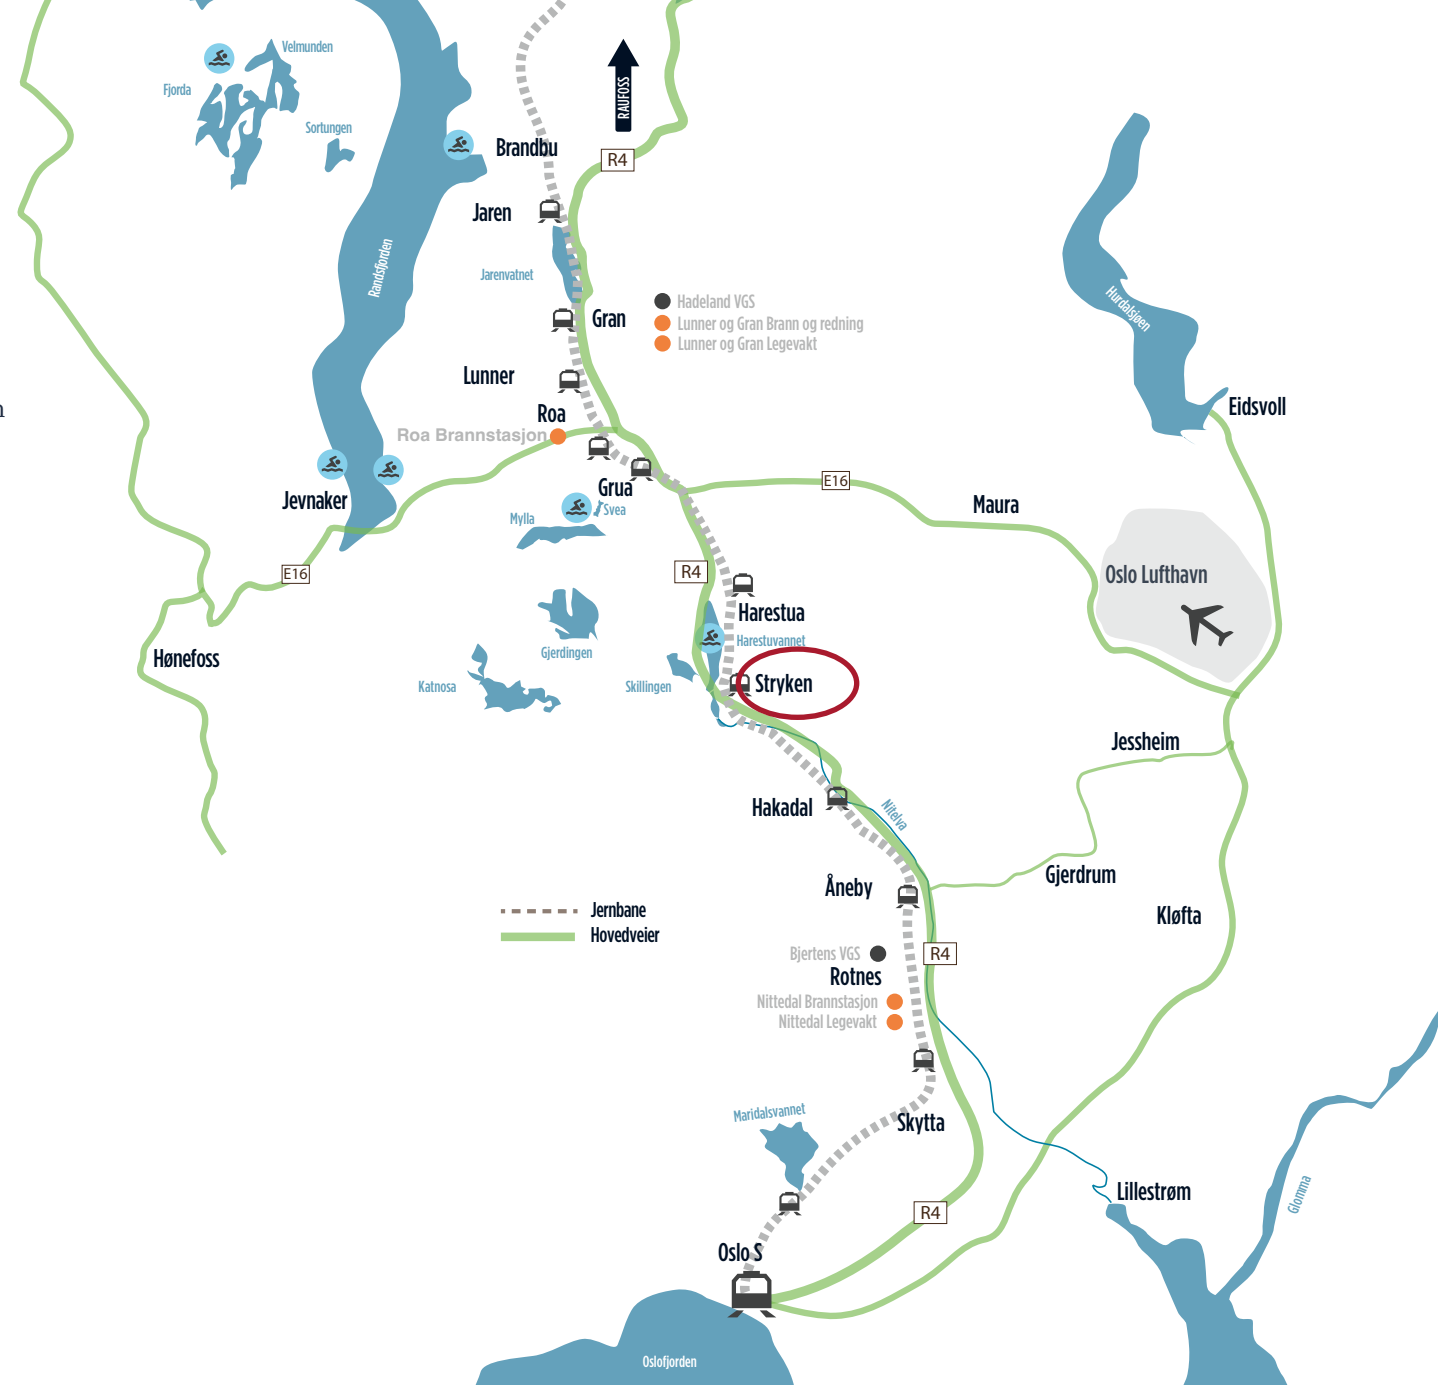 Velmunden
Fjorda
Sortungen
RAUFOSS
Brandbu
R4
Jaren
Randsfjorden
Jarenvatnet
Hurdalsjøen
Hadeland VGS
Gran
Lunner og Gran Brann og redning
Lunner og Gran Legevakt
Lunner
n
Eidsvoll
Roa
Roa Brannstasjon
E16
Grua
Jevnaker
Svea
Maura
Mylla
E16
R4
Oslo Lufthavn
Harestua
Harestuvannet
Gjerdingen
Hønefoss
Katnosa
Skillingen
Stryken
Jessheim
Hakadal
Nitelva
Åneby
Gjerdrum
Jernbane
Hovedveier
Kløfta
Bjertens VGS
R4
Rotnes
Nittedal Brannstasjon
Nittedal Legevakt
Maridalsvannet
Skytta
Lillestrøm
Glomma
R4
Oslo S
Oslofjorden